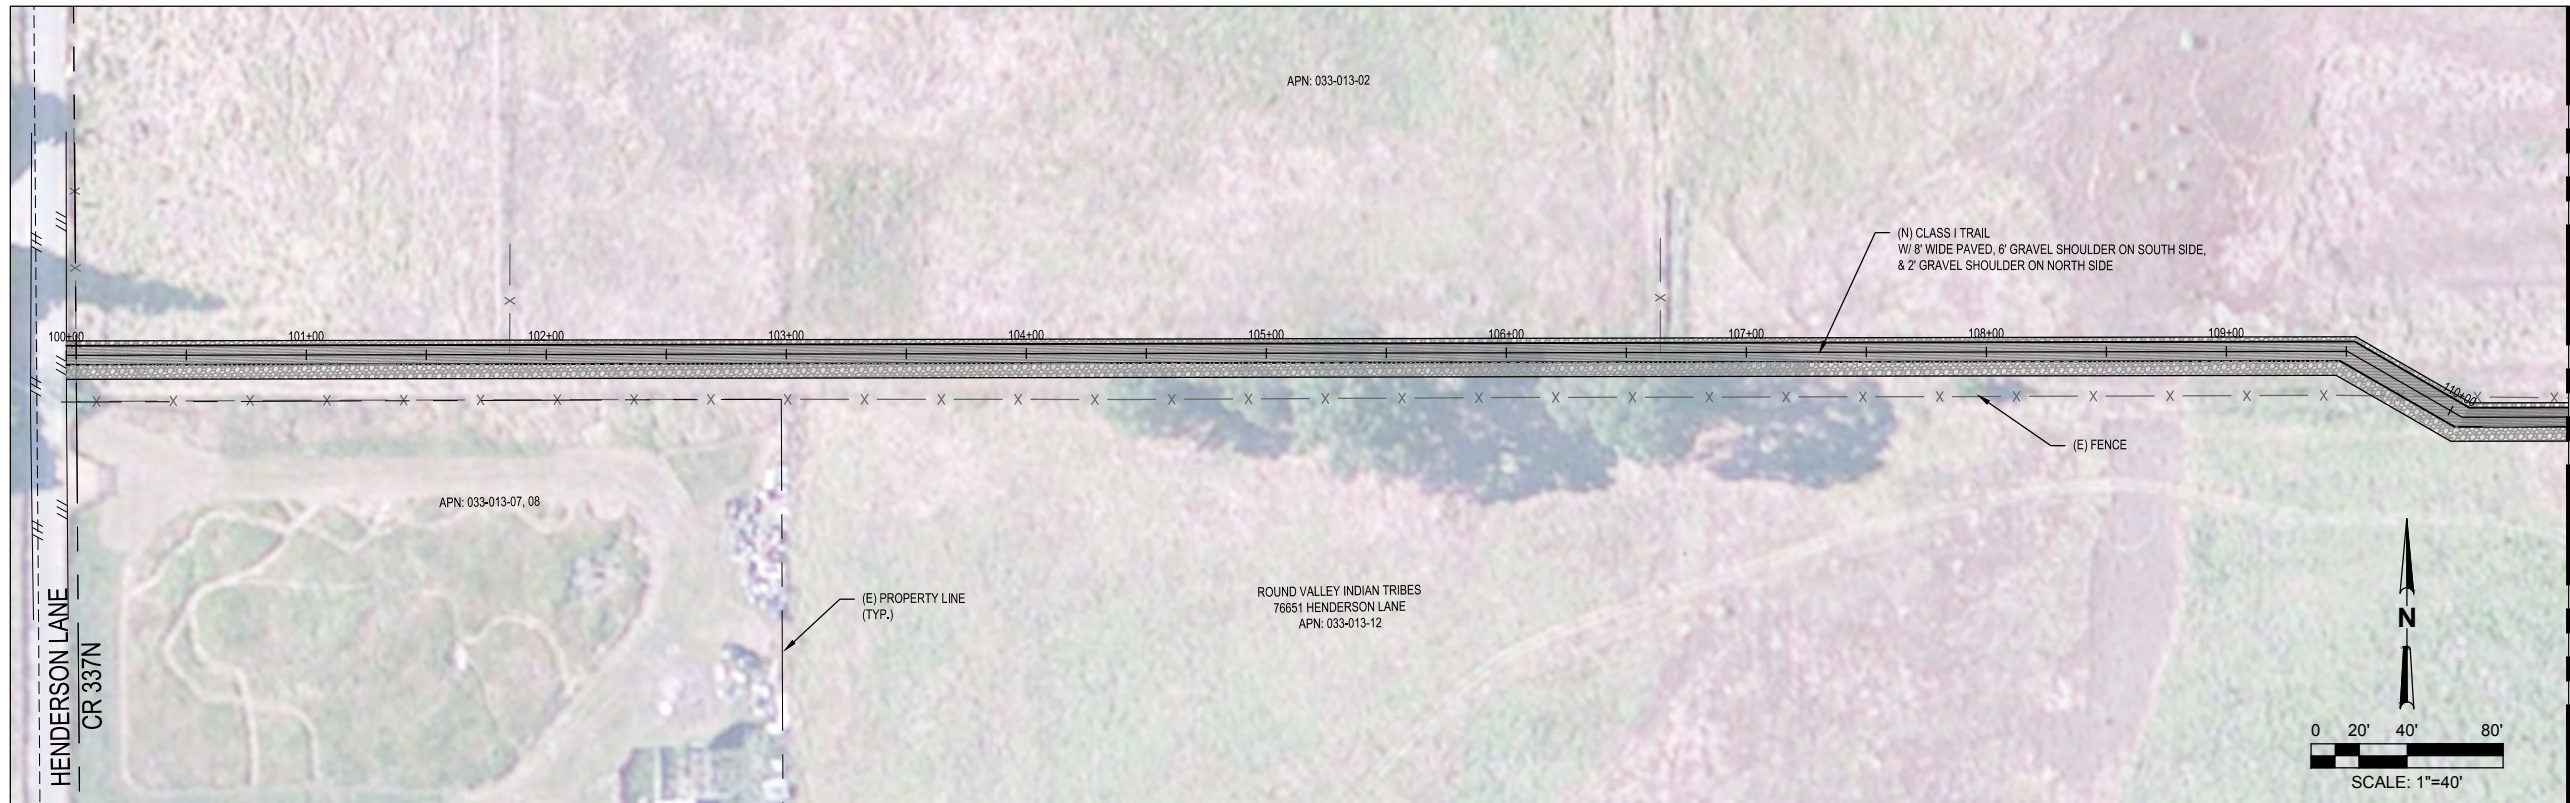 APN: 033-013-02
(N) CLASS I TRAIL
W/ 8' WIDE PAVED, 6' GRAVEL SHOULDER ON SOUTH SIDE,
& 2' GRAVEL SHOULDER ON NORTH SIDE
100+00
101+00
102+00
103+00
104+00
105+00
106+00
107+00
108+00
109+00
110+00
(E) FENCE
APN: 033-013-07, 08
(E) PROPERTY LINE
(TYP.)
ROUND VALLEY INDIAN TRIBES
76651 HENDERSON LANE
APN: 033-013-12
HENDERSON LANE
CR 337N
N
0 20' 40' 80'
SCALE: 1"=40'